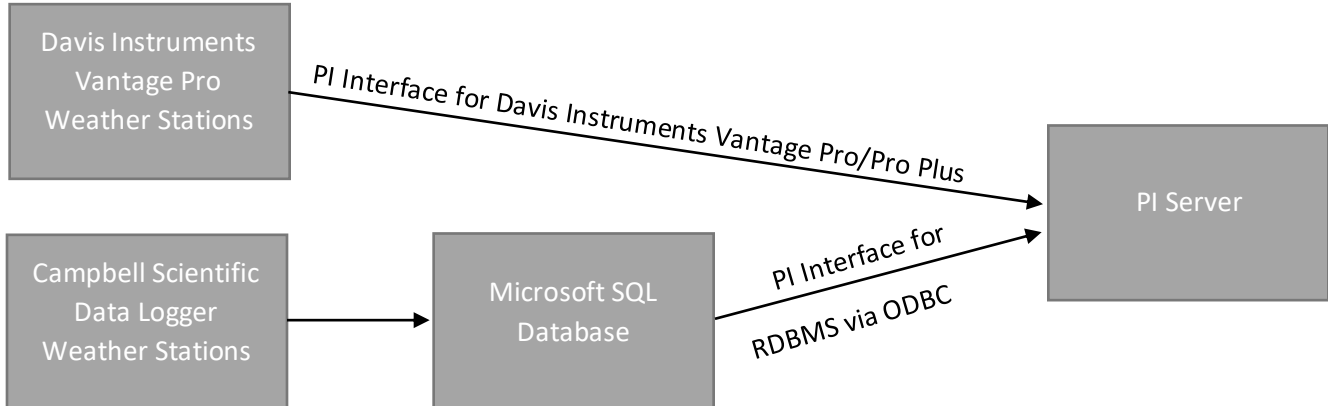 Davis Instruments
Vantage Pro
Weather Stations
PI Interface for Davis Instruments Vantage Pro/Pro Plus
PI Server
Campbell Scientific
Data Logger
Weather Stations
Microsoft SQL
Database
PI Interface for
RDBMS via ODBC